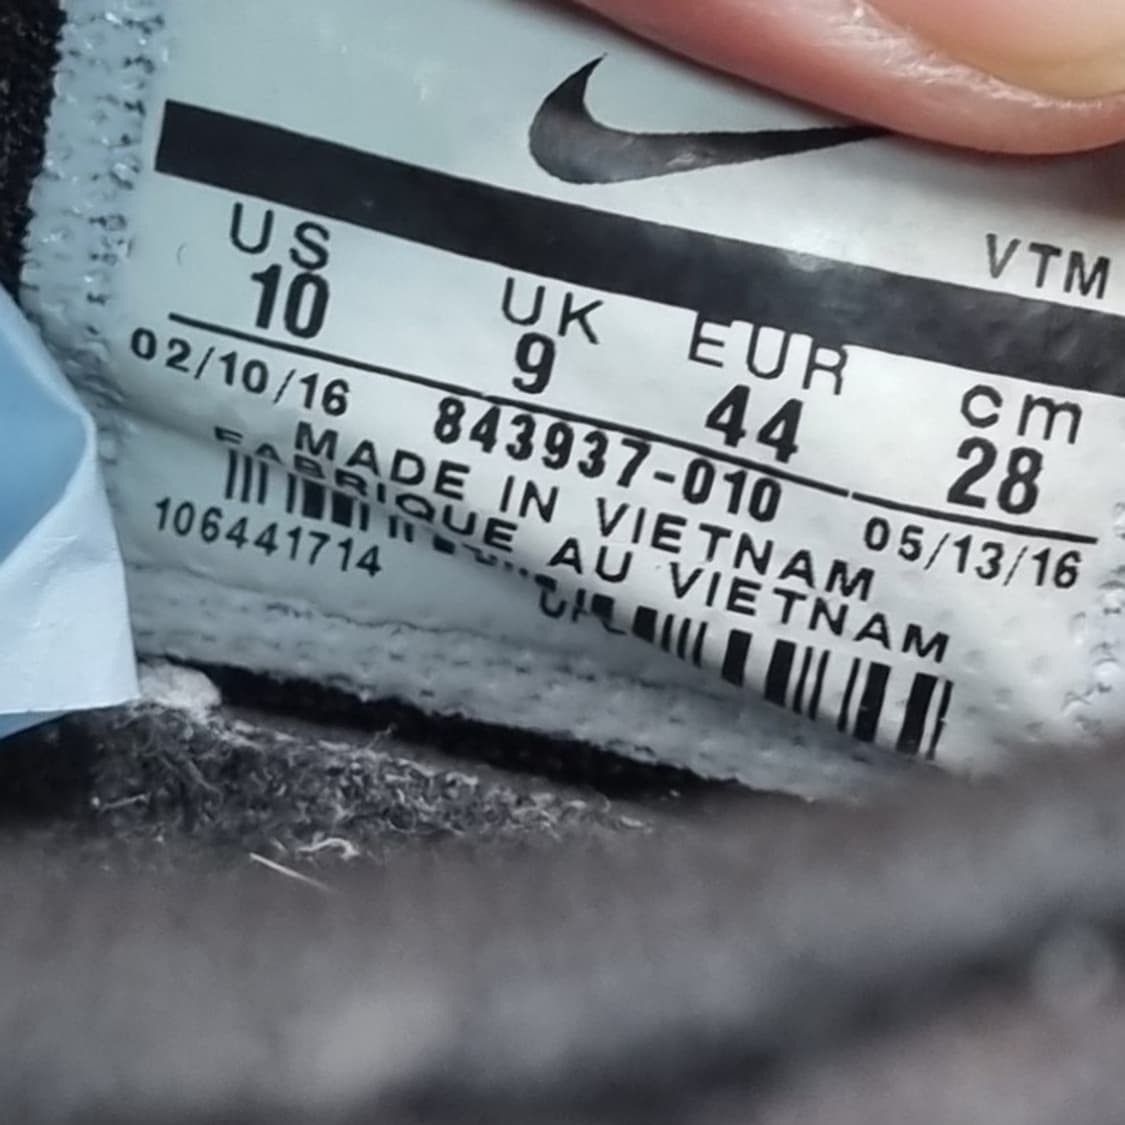 VTM
US UK EUR cm
10 9 44 28
02/10/16 843937-010 05/13/16
MADE IN VIETNAM
FABRIQUE AU VIETNAM
106441714